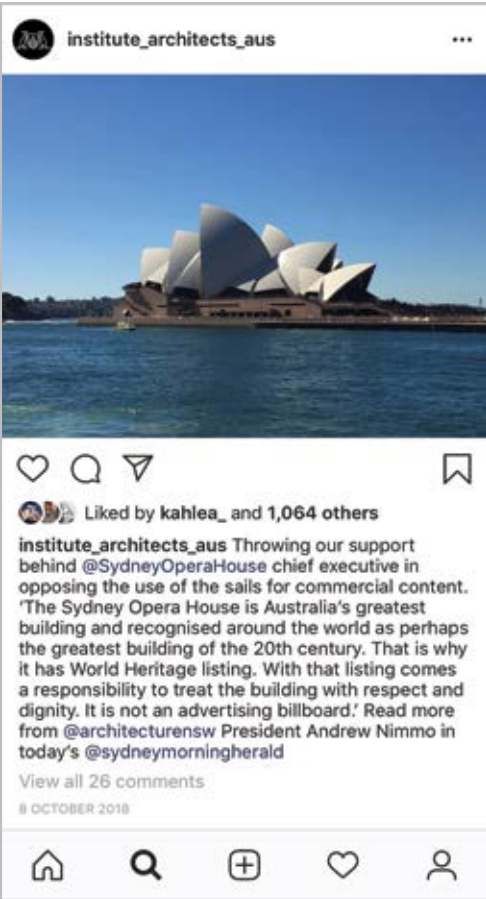 institute_architects_aus
Liked by kahlea_ and 1,064 others
institute_architects_aus Throwing our support
behind @SydneyOperaHouse chief executive in
opposing the use of the sails for commercial content.
'The Sydney Opera House is Australia's greatest
building and recognised around the world as perhaps
the greatest building of the 20th century. That is why
it has World Heritage listing. With that listing comes
a responsibility to treat the building with respect and
dignity. It is not an advertising billboard.' Read more
from @architecturensw President Andrew Nimmo in
today's @sydneymorningherald
View all 26 comments
8 OCTOBER 2018